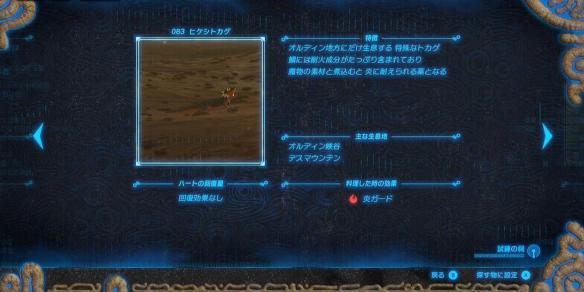 083 ヒケシトカゲ
特徴
オルディン地方にだけ生息する 特殊なトカゲ
鱗には耐火成分がたっぷり含まれており
魔物の素材と煮込むと 炎に耐えられる薬となる
主な生息地
オルディン峡谷
デスマウンテン
ハートの回復量
回復効果なし
料理した時の効果
炎ガード
試練の祠
戻る B
探す物に設定 A